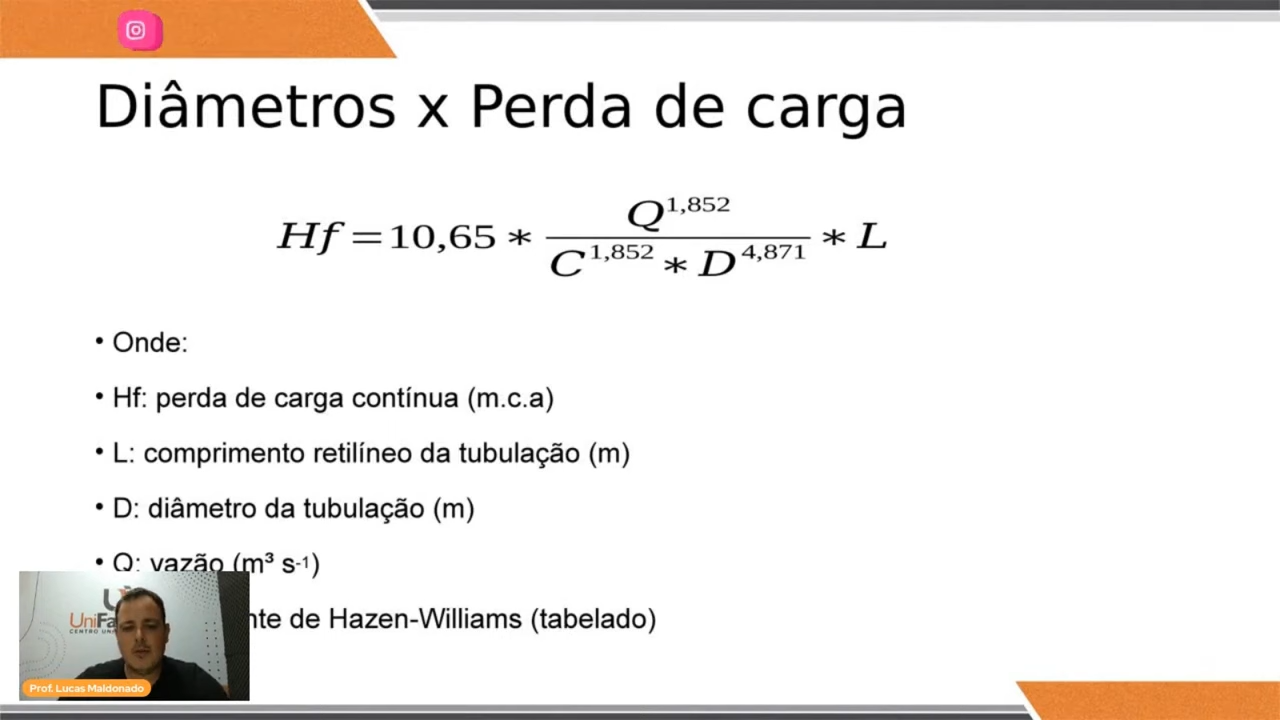 Diâmetros x Perda de carga
Hf = 10,65 * Q^1,852 / C^1,852 * D^4,871 * L
• Onde:
• Hf: perda de carga contínua (m.c.a)
• L: comprimento retilíneo da tubulação (m)
• D: diâmetro da tubulação (m)
• Q: vazão (m³ s-1)
de Hazen-Williams (tabelado)
Prof. Lucas Maldonado